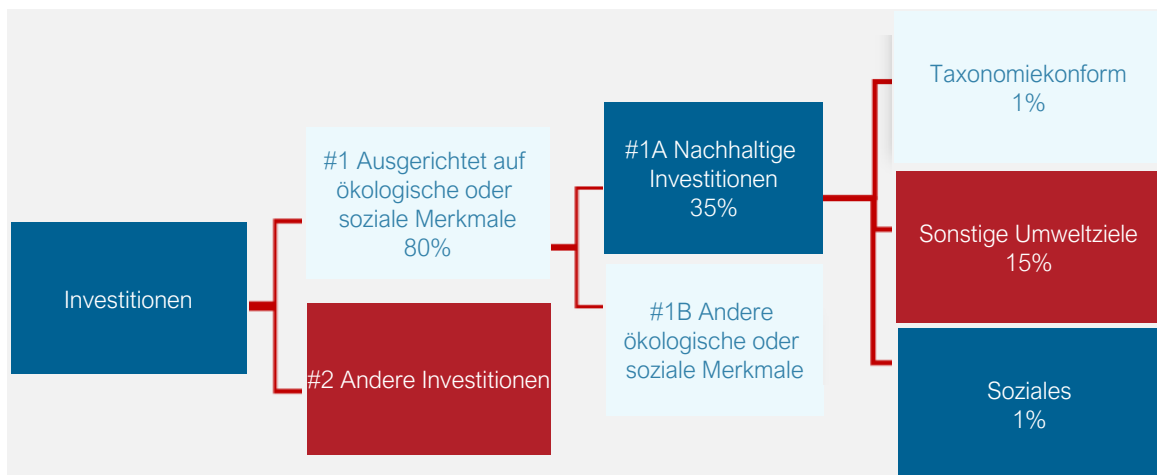 Investitionen
#1 Ausgerichtet auf
ökologische oder
soziale Merkmale
80%
#2 Andere Investitionen
#1A Nachhaltige
Investitionen
35%
#1B Andere
ökologische oder
soziale Merkmale
Taxonomiekonform
1%
Sonstige Umweltziele
15%
Soziales
1%